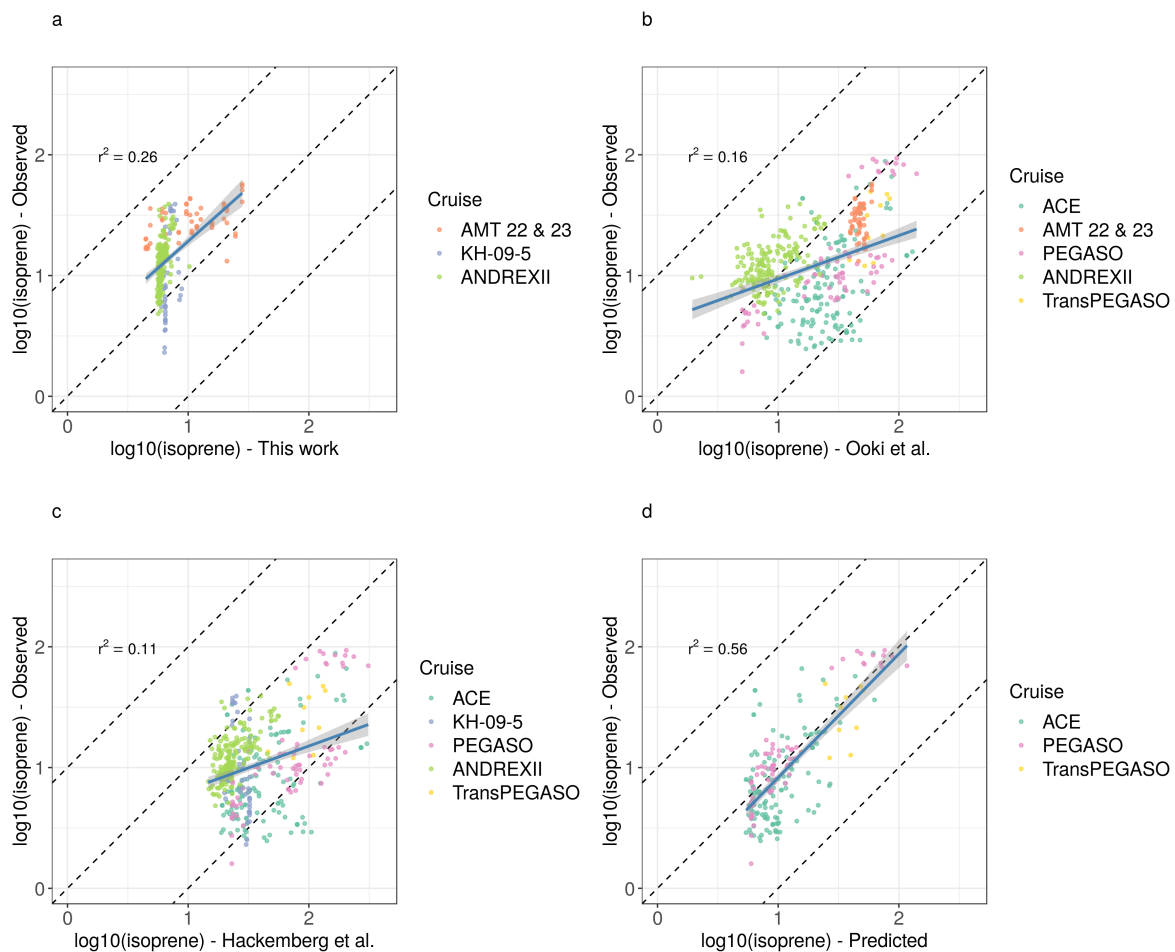 a
r2 = 0.26
log10(isoprene) - Observed
2
1
0
0 1 2
log10(isoprene) - This work
Cruise
AMT 22 & 23
KH-09-5
ANDREXII
b
r2 = 0.16
log10(isoprene) - Observed
2
1
0
0 1 2
log10(isoprene) - Ooki et al.
Cruise
ACE
AMT 22 & 23
PEGASO
ANDREXII
TransPEGASO
c
r2 = 0.11
log10(isoprene) - Observed
2
1
0
0 1 2
log10(isoprene) - Hackemberg et al.
Cruise
ACE
KH-09-5
PEGASO
ANDREXII
TransPEGASO
d
r2 = 0.56
log10(isoprene) - Observed
2
1
0
0 1 2
log10(isoprene) - Predicted
Cruise
ACE
PEGASO
TransPEGASO